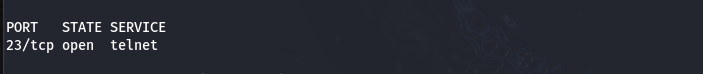 PORT   STATE SERVICE
23/tcp open  telnet